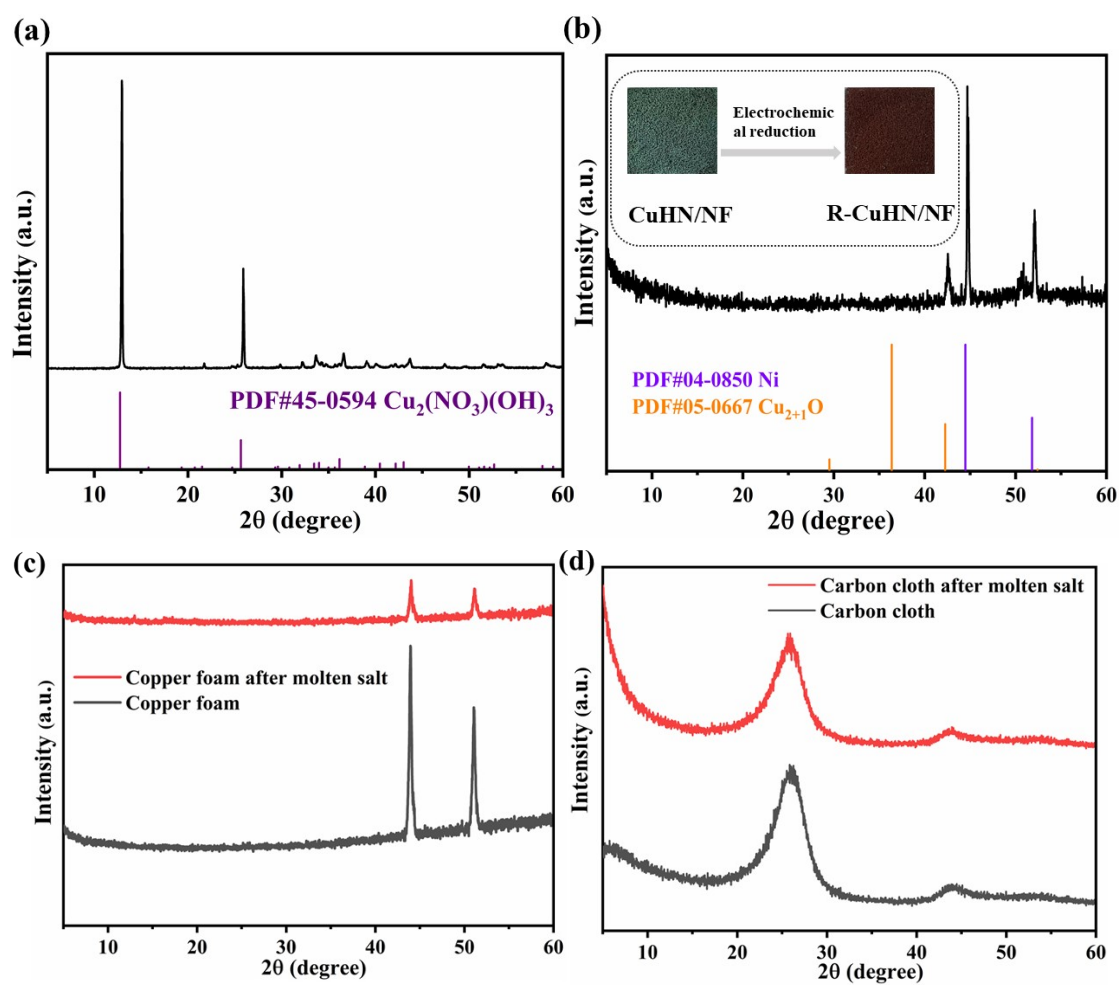 (a)
Intensity (a.u.)
PDF#45-0594 Cu₂(NO₃)(OH)₃
10 20 30 40 50 60
2θ (degree)
(b)
Intensity (a.u.)
Electrochemic
al reduction
CuHN/NF
R-CuHN/NF
PDF#04-0850 Ni
PDF#05-0667 Cu₂₊₁O
10 20 30 40 50 60
2θ (degree)
(c)
Intensity (a.u.)
Copper foam after molten salt
Copper foam
10 20 30 40 50 60
2θ (degree)
(d)
Intensity (a.u.)
Carbon cloth after molten salt
Carbon cloth
10 20 30 40 50 60
2θ (degree)